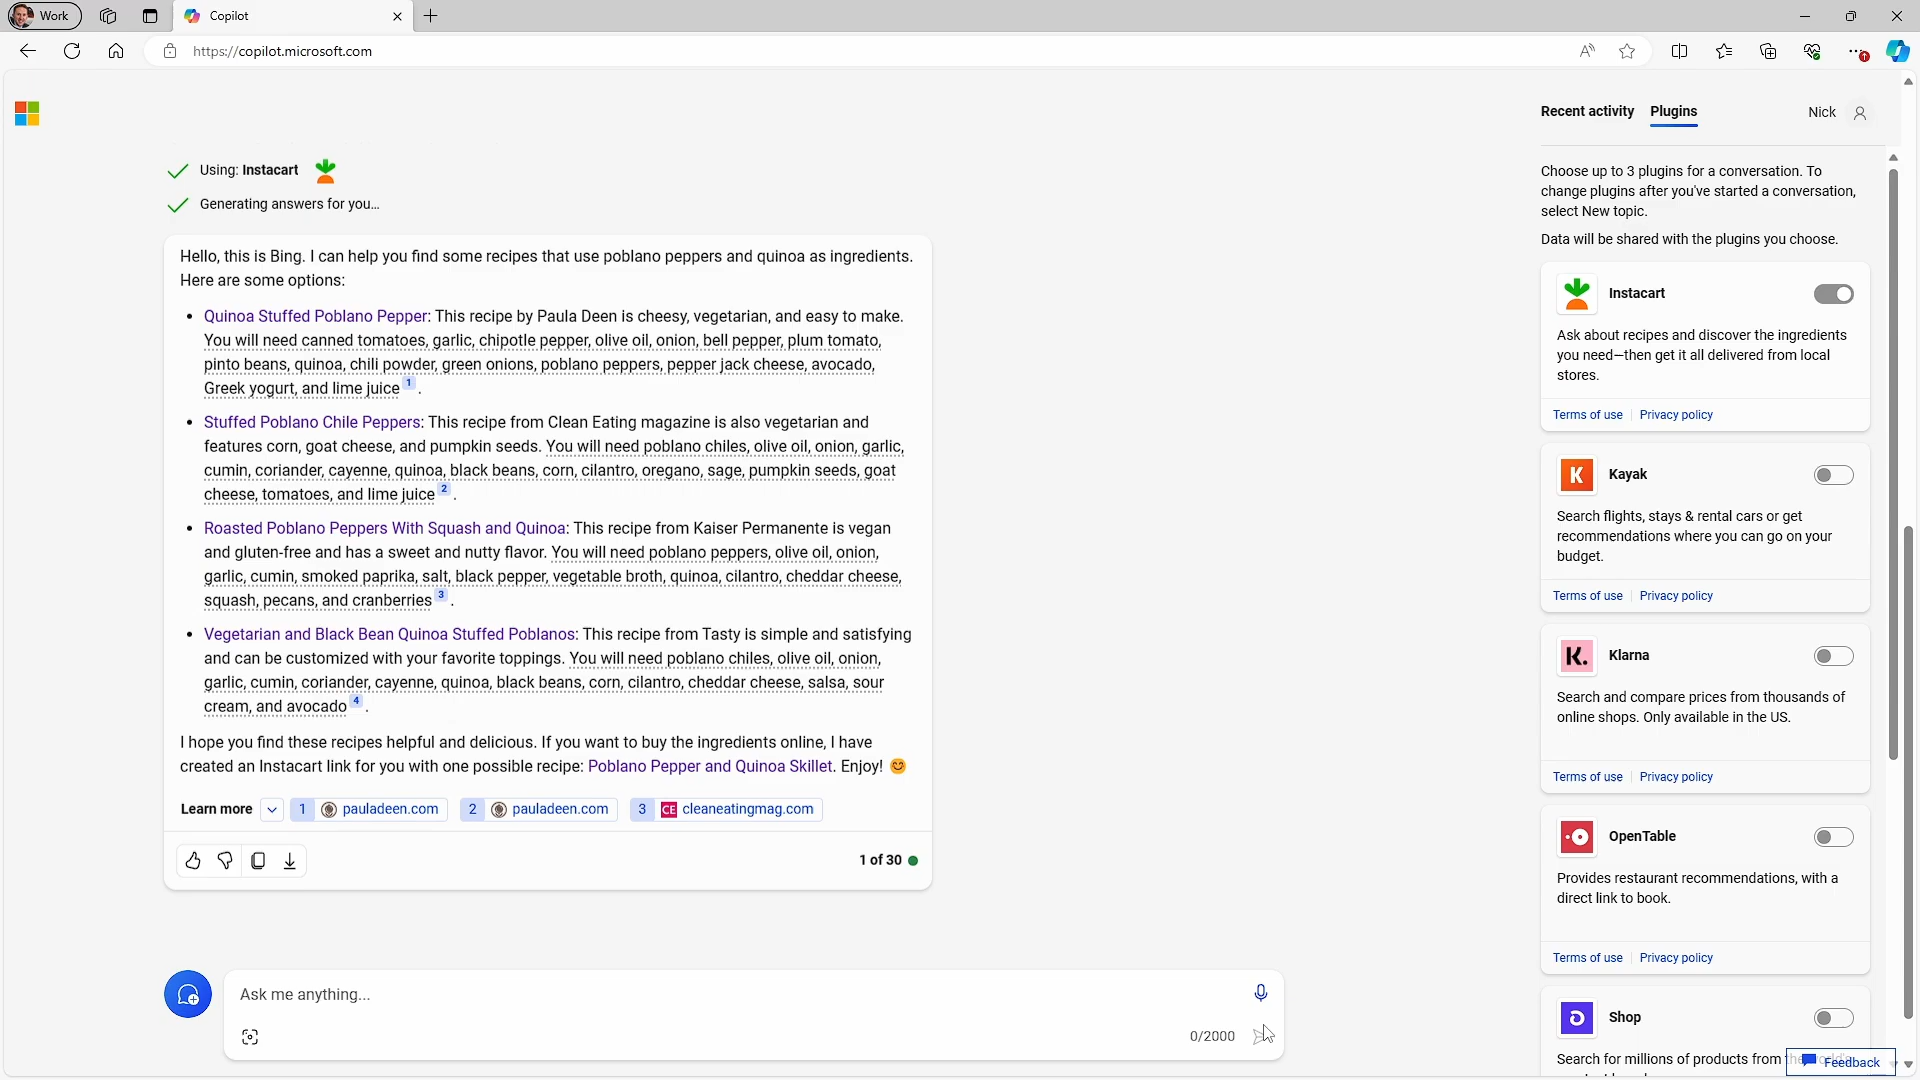 Work
Copilot
https://copilot.microsoft.com
Recent activity
Plugins
Nick
Using: Instacart
Generating answers for you...
Hello, this is Bing. I can help you find some recipes that use poblano peppers and quinoa as ingredients.
Here are some options:
• Quinoa Stuffed Poblano Pepper: This recipe by Paula Deen is cheesy, vegetarian, and easy to make.
You will need canned tomatoes, garlic, chipotle pepper, olive oil, onion, bell pepper, plum tomato,
pinto beans, quinoa, chili powder, green onions, poblano peppers, pepper jack cheese, avocado,
Greek yogurt, and lime juice 1 .
• Stuffed Poblano Chile Peppers: This recipe from Clean Eating magazine is also vegetarian and
features corn, goat cheese, and pumpkin seeds. You will need poblano chiles, olive oil, onion, garlic,
cumin, coriander, cayenne, quinoa, black beans, corn, cilantro, oregano, sage, pumpkin seeds, goat
cheese, tomatoes, and lime juice 2 .
• Roasted Poblano Peppers With Squash and Quinoa: This recipe from Kaiser Permanente is vegan
and gluten-free and has a sweet and nutty flavor. You will need poblano peppers, olive oil, onion,
garlic, cumin, smoked paprika, salt, black pepper, vegetable broth, quinoa, cilantro, cheddar cheese,
squash, pecans, and cranberries 3 .
• Vegetarian and Black Bean Quinoa Stuffed Poblanos: This recipe from Tasty is simple and satisfying
and can be customized with your favorite toppings. You will need poblano chiles, olive oil, onion,
garlic, cumin, coriander, cayenne, quinoa, black beans, corn, cilantro, cheddar cheese, salsa, sour
cream, and avocado 4 .
I hope you find these recipes helpful and delicious. If you want to buy the ingredients online, I have
created an Instacart link for you with one possible recipe: Poblano Pepper and Quinoa Skillet. Enjoy! 😊
Learn more 1 pauladeen.com 2 pauladeen.com 3 CE cleaneatingmag.com
1 of 30
Ask me anything...
0/2000
Choose up to 3 plugins for a conversation. To
change plugins after you've started a conversation,
select New topic.
Data will be shared with the plugins you choose.
Instacart
Ask about recipes and discover the ingredients
you need—then get it all delivered from local
stores.
Terms of use Privacy policy
K Kayak
Search flights, stays & rental cars or get
recommendations where you can go on your
budget.
Terms of use Privacy policy
K. Klarna
Search and compare prices from thousands of
online shops. Only available in the US.
Terms of use Privacy policy
OpenTable
Provides restaurant recommendations, with a
direct link to book.
Terms of use Privacy policy
Shop
Search for millions of products from
Feedback